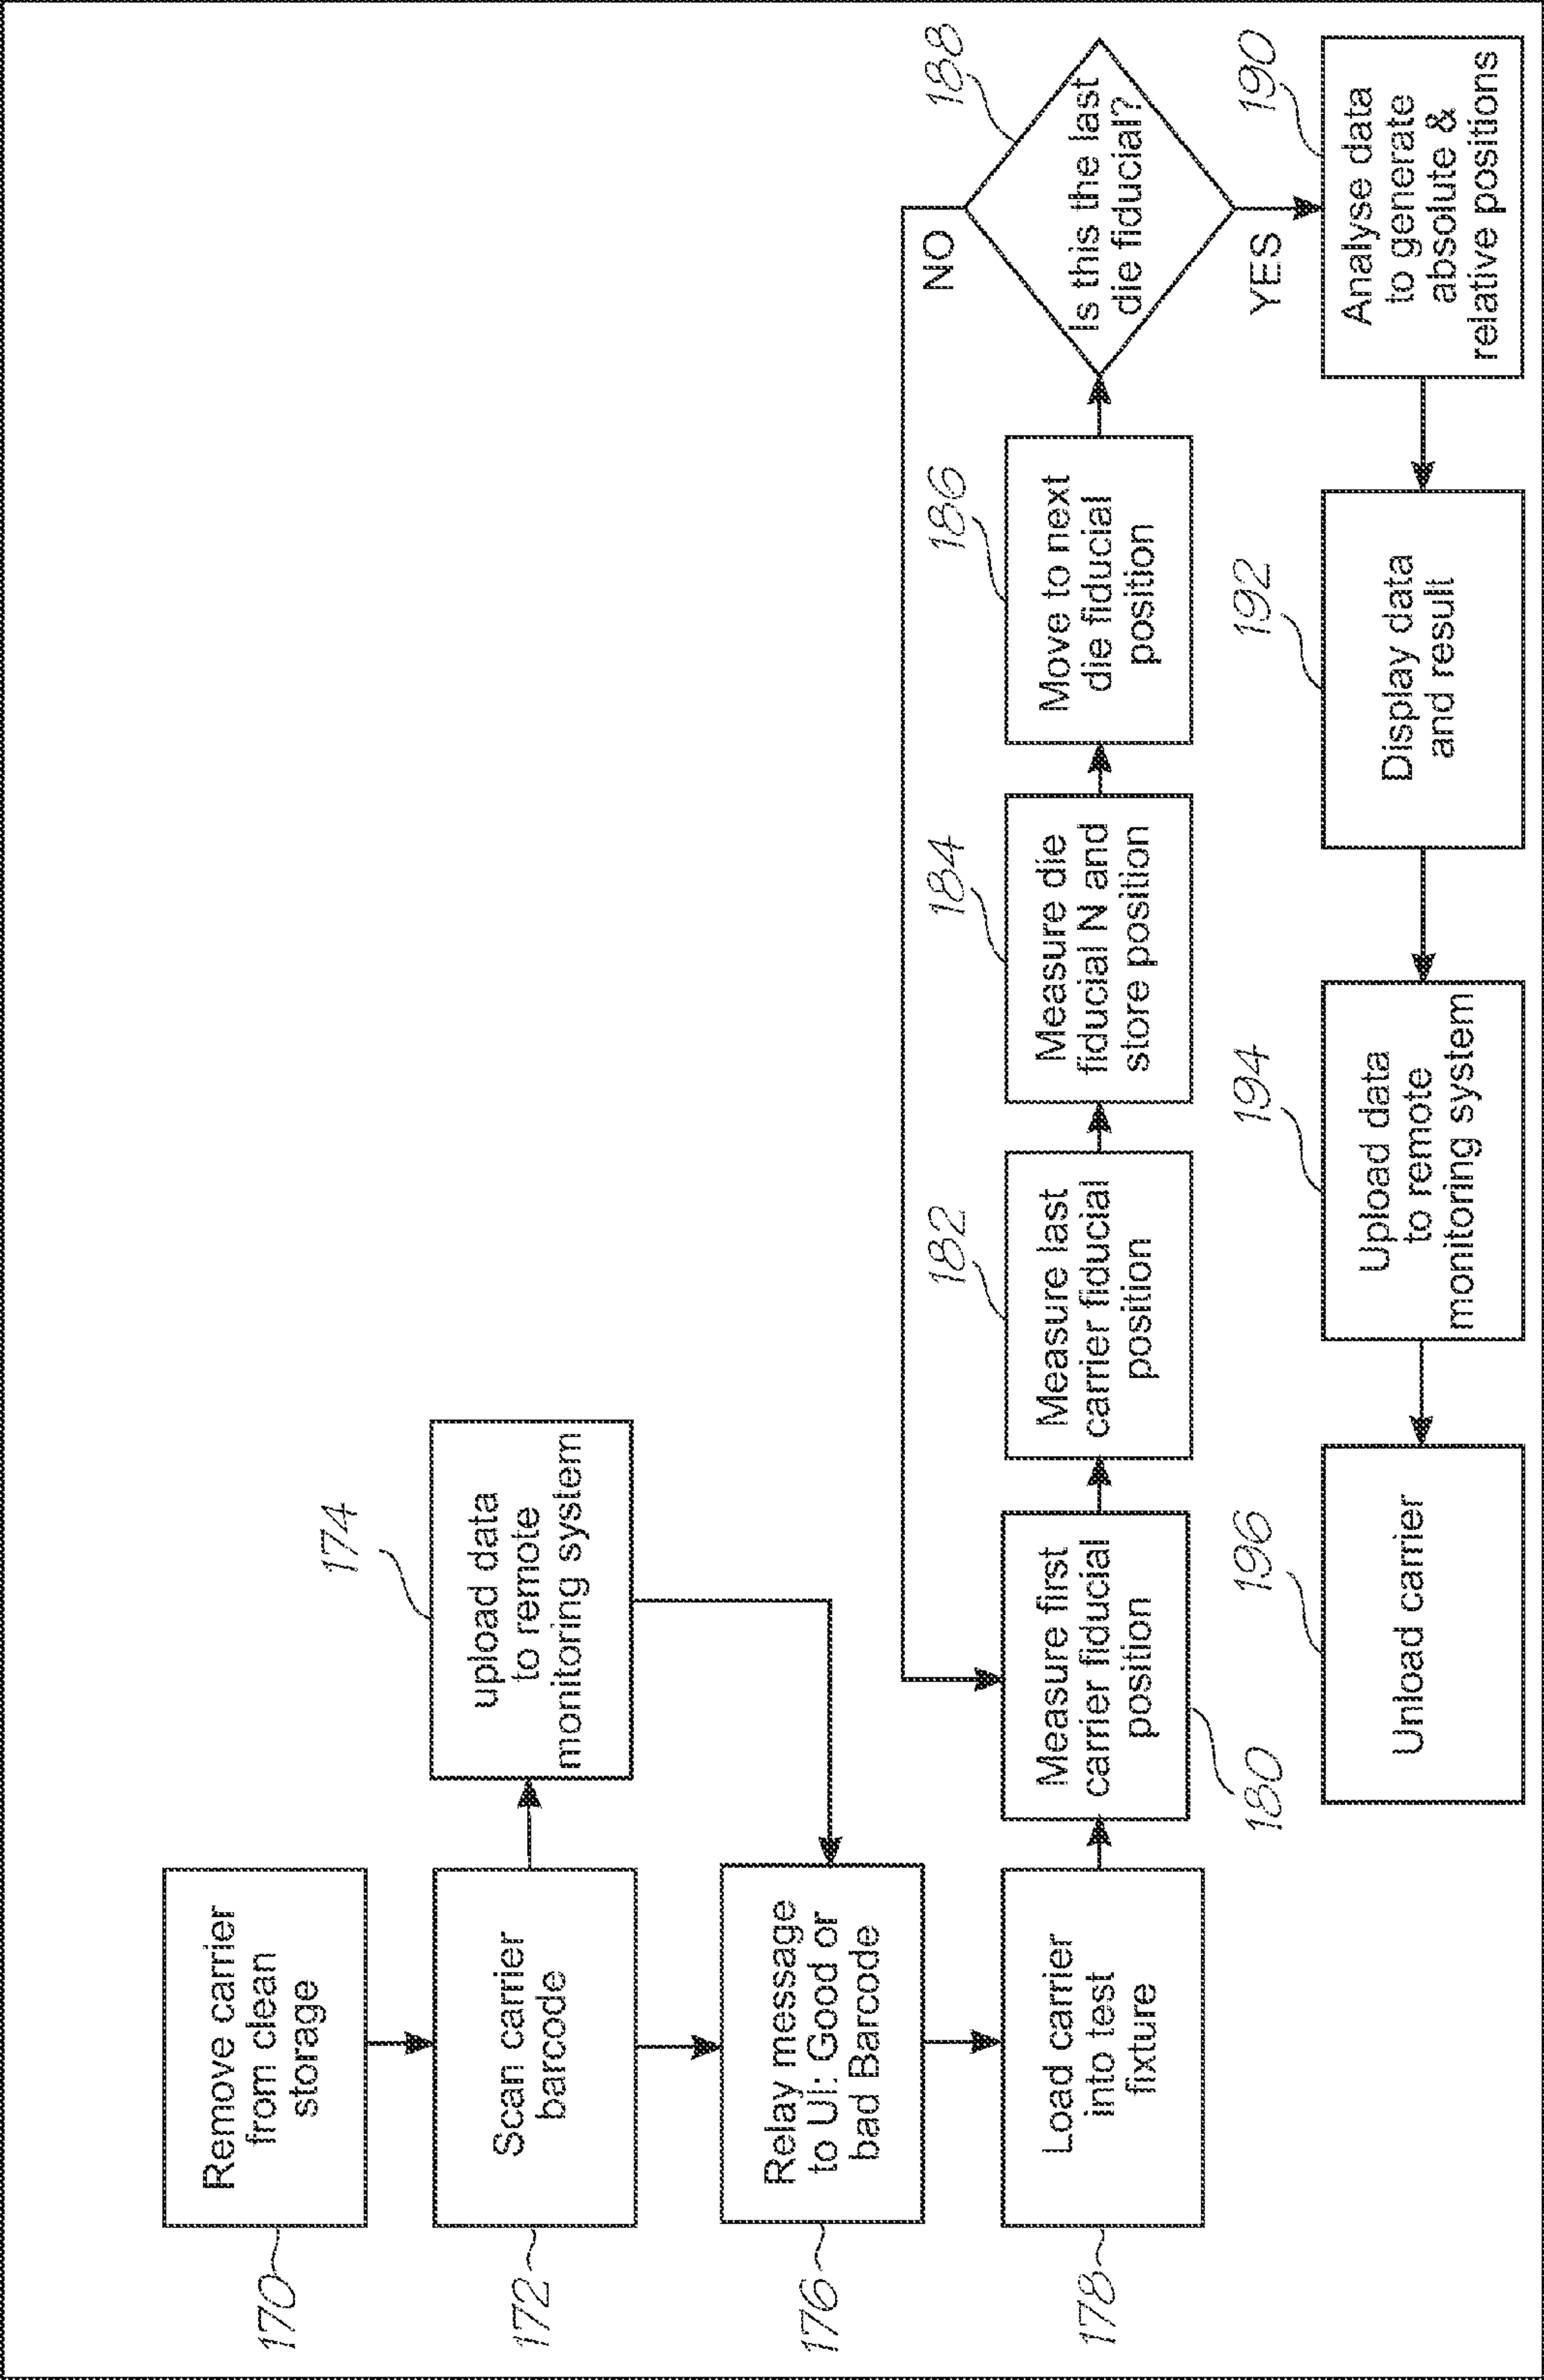 170
Remove carrier
from clean
storage
172
Scan carrier
barcode
174
upload data
to remote
monitoring system
176
Relay message
to UI: Good or
bad Barcode
178
Load carrier
into test
fixture
180
Measure first
carrier fiducial
position
182
Measure last
carrier fiducial
position
184
Measure die
fiducial N and
store position
186
Move to next
die fiducial
position
188
Is this the last
die fiducial?
NO
YES
190
Analyse data
to generate
absolute &
relative positions
192
Display data
and result
194
Upload data
to remote
monitoring system
196
Unload carrier